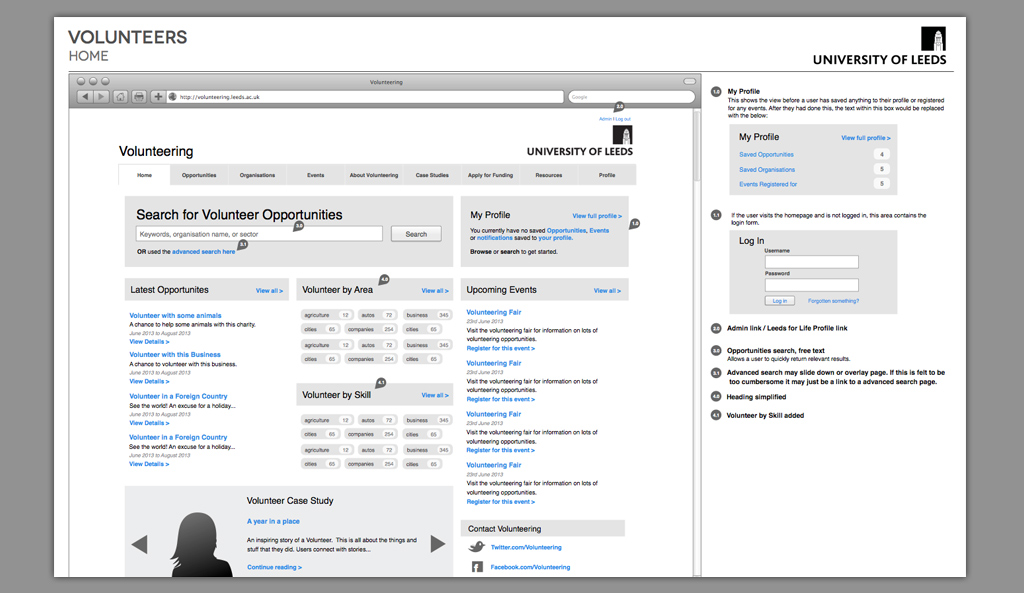 VOLUNTEERS
HOME
UNIVERSITY OF LEEDS
Volunteering
http://volunteering.leeds.ac.uk
Google
2.0
Admin I Log out
Volunteering
UNIVERSITY OF LEEDS
Home Opportunities Organisations Events About Volunteering Case Studies Apply for Funding Resources Profile
Search for Volunteer Opportunities
3.0
Keywords, organisation name, or sector
Search
OR used the advanced search here
3.1
My Profile
View full profile >
1.0
You currently have no saved Opportunities, Events
or notifications saved to your profile.
Browse or search to get started.
Latest Opportunites
View all >
Volunteer with some animals
A chance to help some animals with this charity.
June 2013 to August 2013
View Details >
Volunteer with this Business
A chance to volunteer with this business.
June 2013 to August 2013
View Details >
Volunteer in a Foreign Country
See the world! An excuse for a holiday...
June 2013 to August 2013
View Details >
Volunteer in a Foreign Country
See the world! An excuse for a holiday...
June 2013 to August 2013
View Details >
4.0
Volunteer by Area
View all >
agriculture 12 autos 72 business 345
cities 65 companies 254 cities 65
agriculture 12 autos 72 business 345
cities 65 companies 254 cities 65
4.1
Volunteer by Skill
View all >
agriculture 12 autos 72 business 345
cities 65 companies 254 cities 65
agriculture 12 autos 72 business 345
cities 65 companies 254 cities 65
Upcoming Events
View all >
Volunteering Fair
23rd June 2013
Visit the volunteering fair for information on lots of
volunteering opportunities.
Register for this event >
Volunteering Fair
23rd June 2013
Visit the volunteering fair for information on lots of
volunteering opportunities.
Register for this event >
Volunteering Fair
23rd June 2013
Visit the volunteering fair for information on lots of
volunteering opportunities.
Register for this event >
Volunteering Fair
23rd June 2013
Visit the volunteering fair for information on lots of
volunteering opportunities.
Register for this event >
Volunteer Case Study
A year in a place
An inspiring story of a Volunteer. This is all about the things and
stuff that they did. Users connect with stories...
Continue reading >
Contact Volunteering
Twitter.com/Volunteering
Facebook.com/Volunteering
1.0 My Profile
This shows the view before a user has saved anything to their profile or registered
for any events. After they had done this, the text within this box would be replaced
with the below:
My Profile
View full profile >
Saved Opportunities 4
Saved Organisations 5
Events Registered for 5
1.1 If the user visits the homepage and is not logged in, this area contains the
login form.
Log In
Username
Password
Log in
Forgotten something?
2.0 Admin link / Leeds for Life Profile link
3.0 Opportunities search, free text
Allows a user to quickly return relevant results.
3.1 Advanced search may slide down or overlay page. If this is felt to be
too cumbersome it may just be a link to a advanced search page.
4.0 Heading simplified
4.1 Volunteer by Skill added